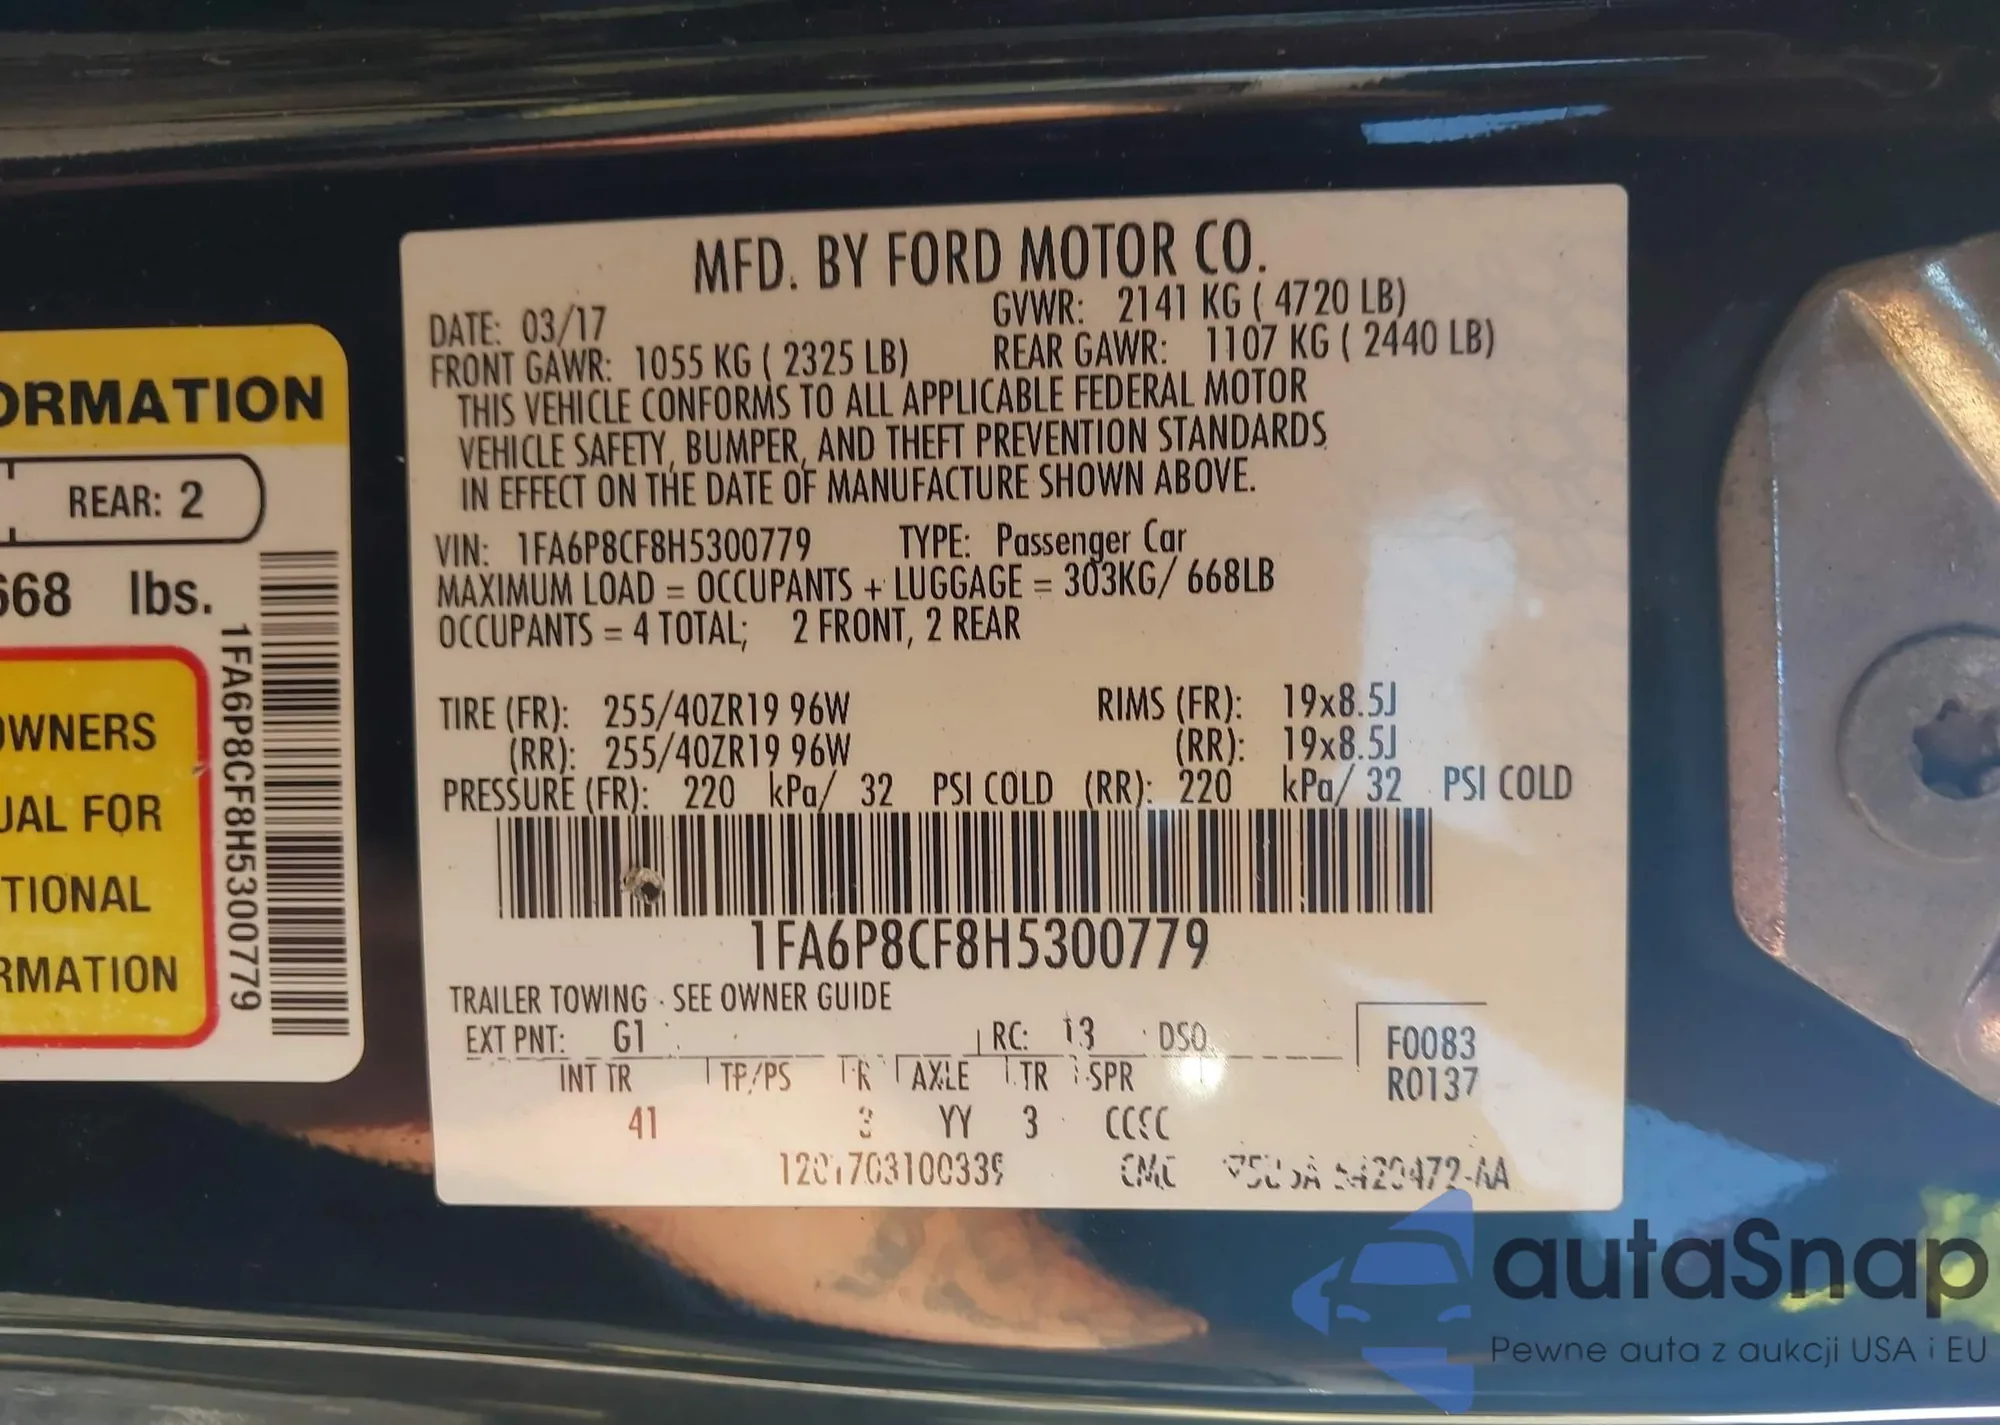 MFD. BY FORD MOTOR CO.
DATE: 03/17
GVWR: 2141 KG ( 4720 LB)
FRONT GAWR: 1055 KG ( 2325 LB)
REAR GAWR: 1107 KG ( 2440 LB)
THIS VEHICLE CONFORMS TO ALL APPLICABLE FEDERAL MOTOR
VEHICLE SAFETY, BUMPER, AND THEFT PREVENTION STANDARDS
IN EFFECT ON THE DATE OF MANUFACTURE SHOWN ABOVE.
VIN: 1FA6P8CF8H5300779 TYPE: Passenger Car
MAXIMUM LOAD = OCCUPANTS + LUGGAGE = 303KG/ 668LB
OCCUPANTS = 4 TOTAL; 2 FRONT, 2 REAR
TIRE (FR): 255/40ZR19 96W RIMS (FR): 19x8.5J
(RR): 255/40ZR19 96W (RR): 19x8.5J
PRESSURE (FR): 220 kPa/ 32 PSI COLD (RR): 220 kPa/ 32 PSI COLD
1FA6P8CF8H5300779
TRAILER TOWING - SEE OWNER GUIDE
EXT PNT: G1 RC: 13 DSO F0083
INT TR TP/PS R AXLE TR SPR R0137
41 3 YY 3 CCCC
ORMATION
REAR: 2
668 lbs.
OWNERS
UAL FOR
TIONAL
RMATION
1FA6P8CF8H5300779
autaSnap
Pewne auta z aukcji USA i EU